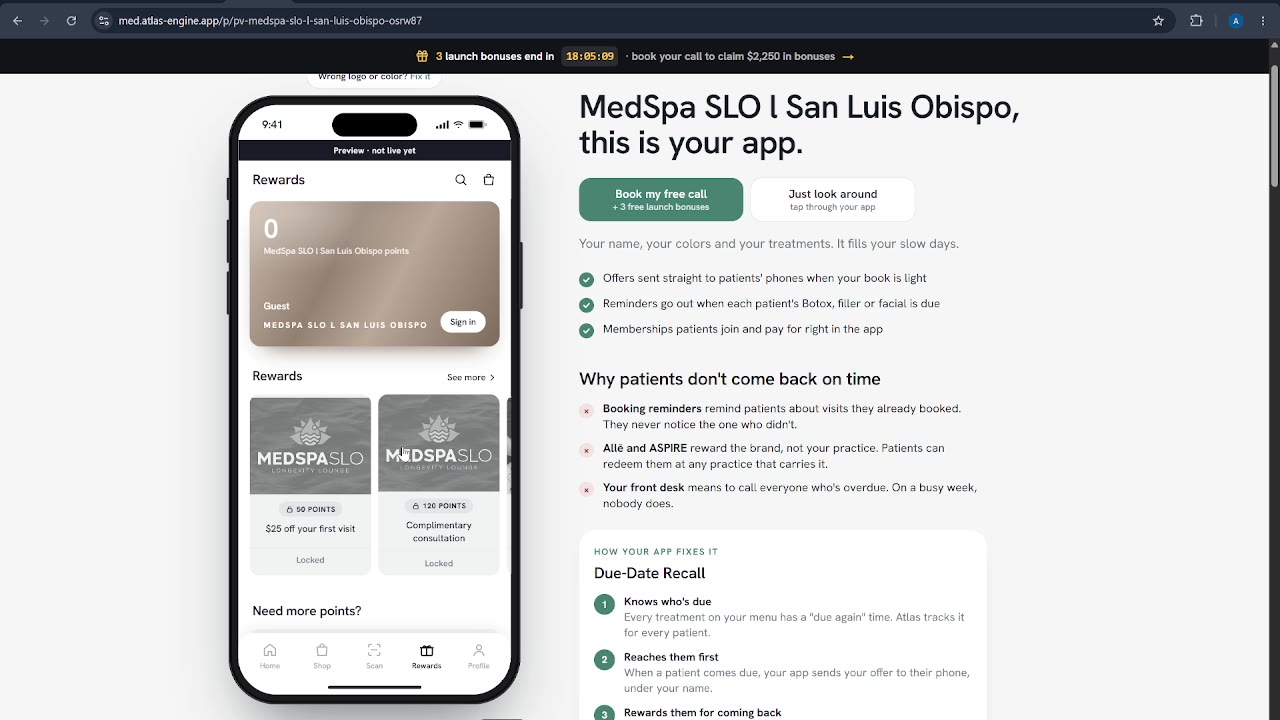 med.atlas-engine.app/p/pv-medspa-slo-l-san-luis-obispo-osrw87
A
3 launch bonuses end in 18:05:09 · book your call to claim $2,250 in bonuses →
Wrong logo or color? Fix it
9:41
Preview · not live yet
Rewards
0
MedSpa SLO l San Luis Obispo points
Guest
MEDSPA SLO L SAN LUIS OBISPO
Sign in
Rewards
See more
MEDSPASLO
LONGEVITY LOUNGE
50 POINTS
$25 off your first visit
Locked
MEDSPASLO
LONGEVITY LOUNGE
120 POINTS
Complimentary
consultation
Locked
Need more points?
Home
Shop
Scan
Rewards
Profile
MedSpa SLO l San Luis Obispo,
this is your app.
Book my free call
+ 3 free launch bonuses
Just look around
tap through your app
Your name, your colors and your treatments. It fills your slow days.
Offers sent straight to patients' phones when your book is light
Reminders go out when each patient's Botox, filler or facial is due
Memberships patients join and pay for right in the app
Why patients don't come back on time
Booking reminders remind patients about visits they already booked.
They never notice the one who didn't.
Allē and ASPIRE reward the brand, not your practice. Patients can
redeem them at any practice that carries it.
Your front desk means to call everyone who's overdue. On a busy week,
nobody does.
HOW YOUR APP FIXES IT
Due-Date Recall
1
Knows who's due
Every treatment on your menu has a "due again" time. Atlas tracks it
for every patient.
2
Reaches them first
When a patient comes due, your app sends your offer to their phone,
under your name.
3
Rewards them for coming back